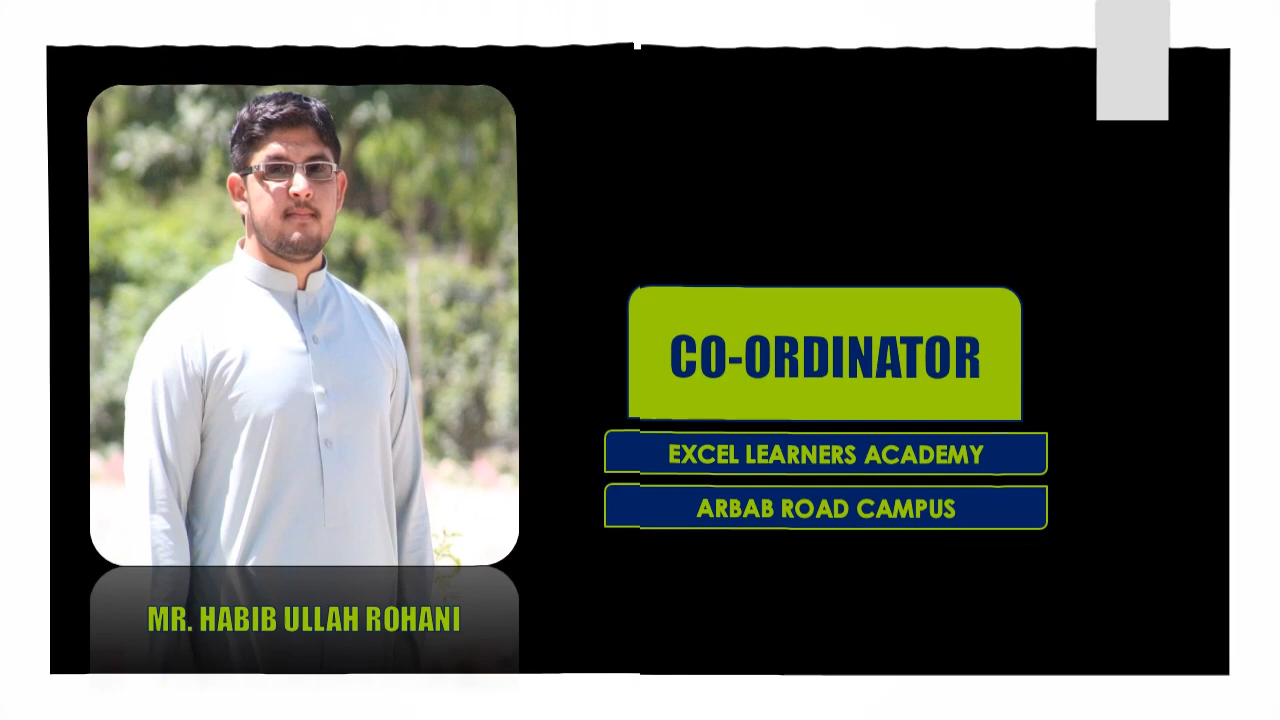 CO-ORDINATOR
EXCEL LEARNERS ACADEMY
ARBAB ROAD CAMPUS
MR. HABIB ULLAH ROHANI